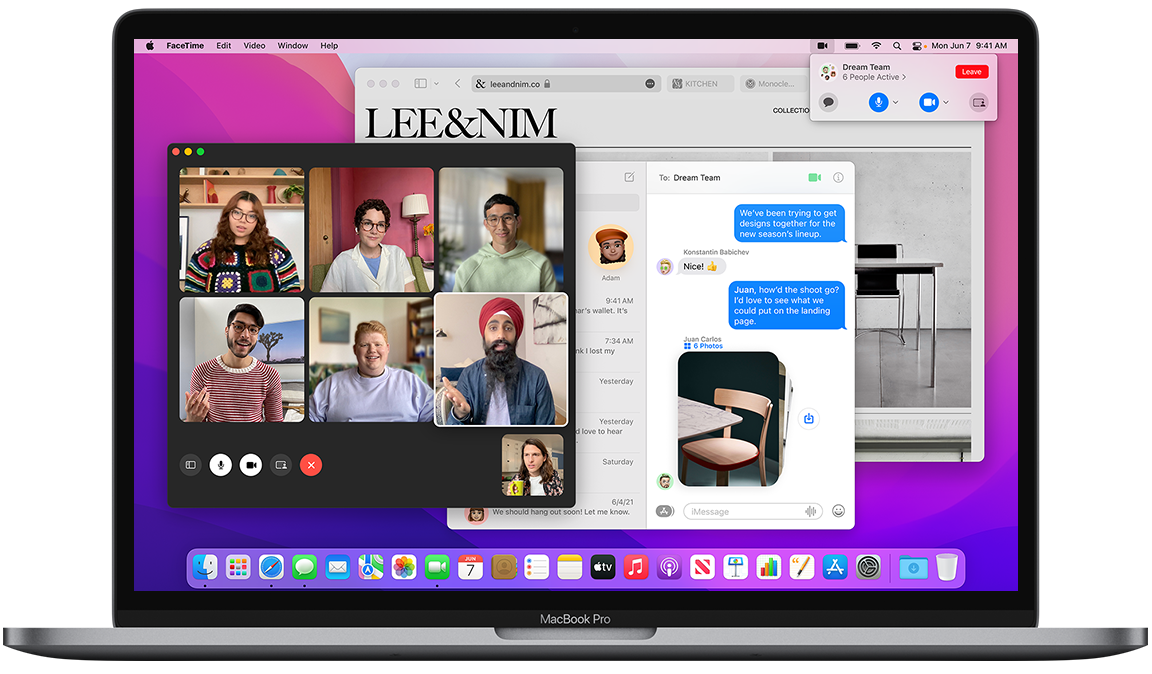 FaceTime Edit Video Window Help
Mon Jun 7 9:41 AM
Dream Team
6 People Active >
Leave
& leeandnim.co
KITCHEN
Monocle...
LEE&NIM
COLLECTIO
To: Dream Team
We've been trying to get
designs together for the
new season's lineup.
Konstantin Babichev
Nice! 👍
Juan, how'd the shoot go?
I'd love to see what we
could put on the landing
page.
Juan Carlos
6 Photos
iMessage
Adam
9:41 AM
wallet. It's
7:34 AM
I lost my
Yesterday
Yesterday
love to hear
Saturday
6/4/21
We should hang out soon! Let me know.
JUN
7
tv
MacBook Pro